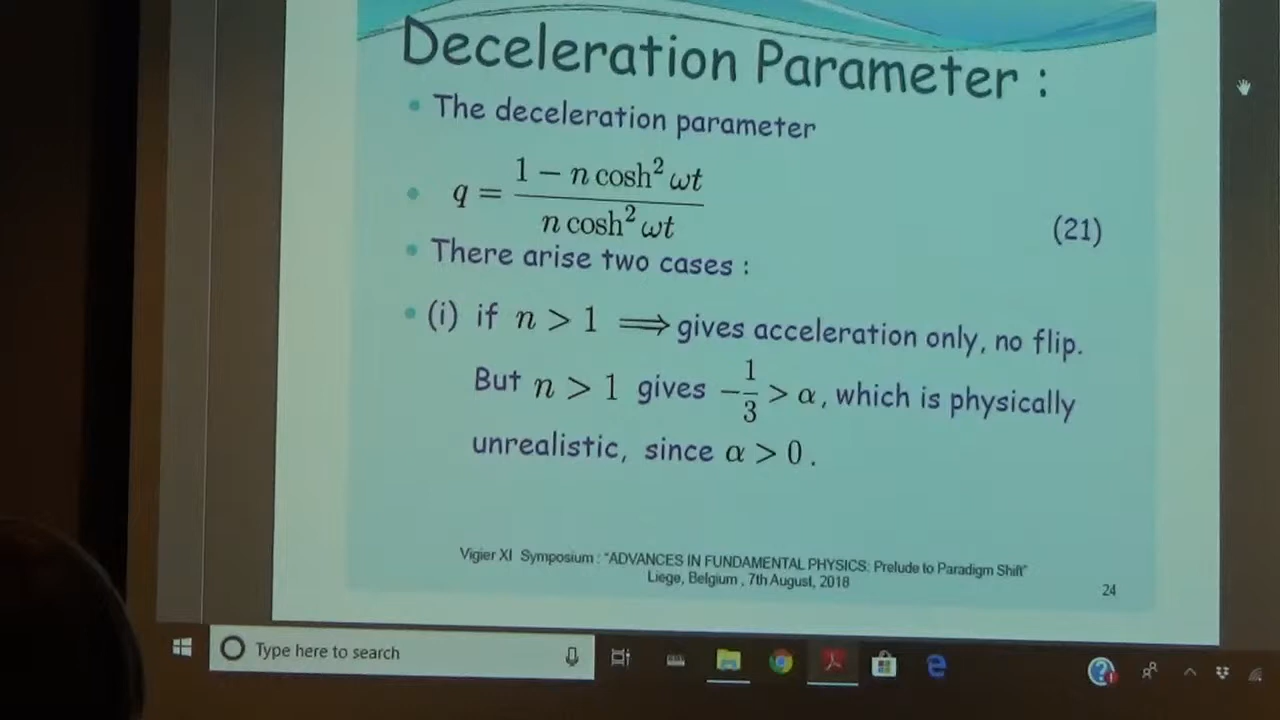 Deceleration Parameter :
• The deceleration parameter
• q = (1 − n cosh² ωt) / (n cosh² ωt) (21)
• There arise two cases :
• (i) if n > 1 ⟹ gives acceleration only, no flip.
But n > 1 gives −1/3 > α, which is physically
unrealistic, since α > 0.
Vigier XI Symposium : "ADVANCES IN FUNDAMENTAL PHYSICS: Prelude to Paradigm Shift"
Liege, Belgium , 7th August, 2018
24
Type here to search